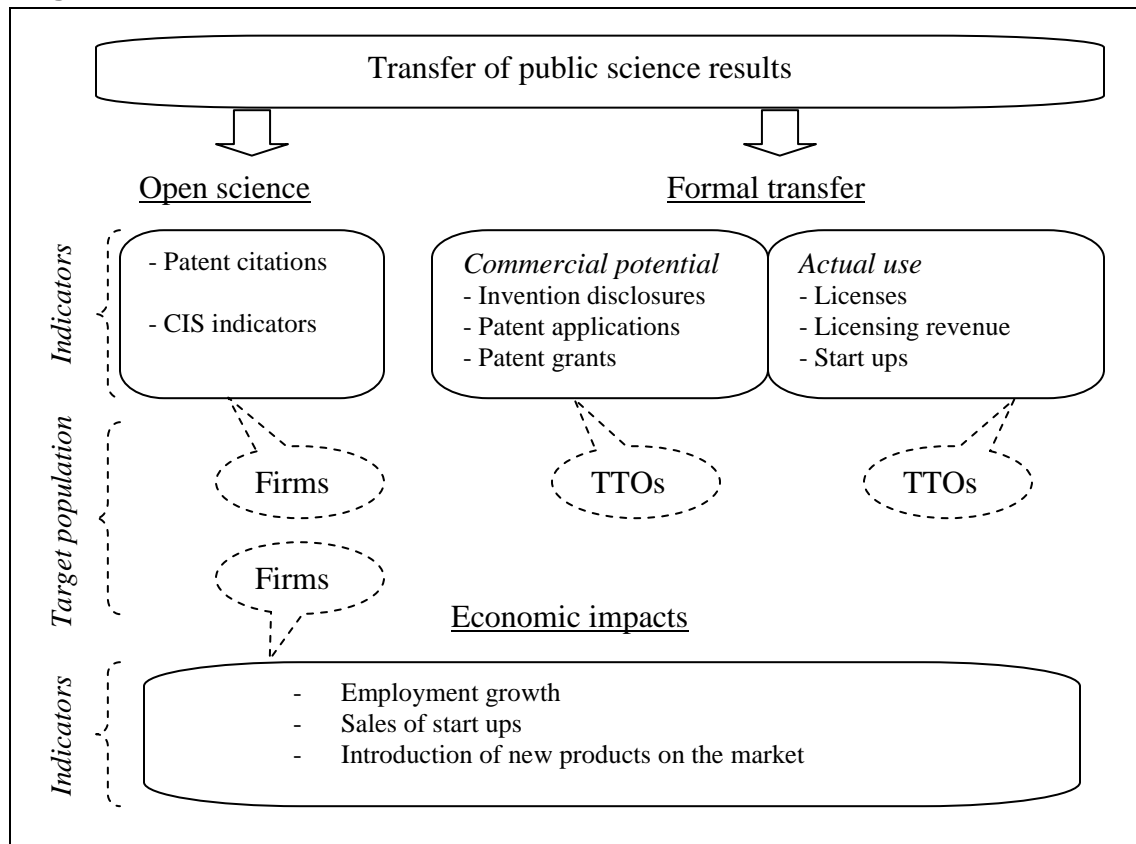 Transfer of public science results
Open science
Formal transfer
Indicators
- Patent citations
- CIS indicators
Commercial potential
- Invention disclosures
- Patent applications
- Patent grants
Actual use
- Licenses
- Licensing revenue
- Start ups
Target population
Firms
TTOs
TTOs
Firms
Economic impacts
Indicators
- Employment growth
- Sales of start ups
- Introduction of new products on the market